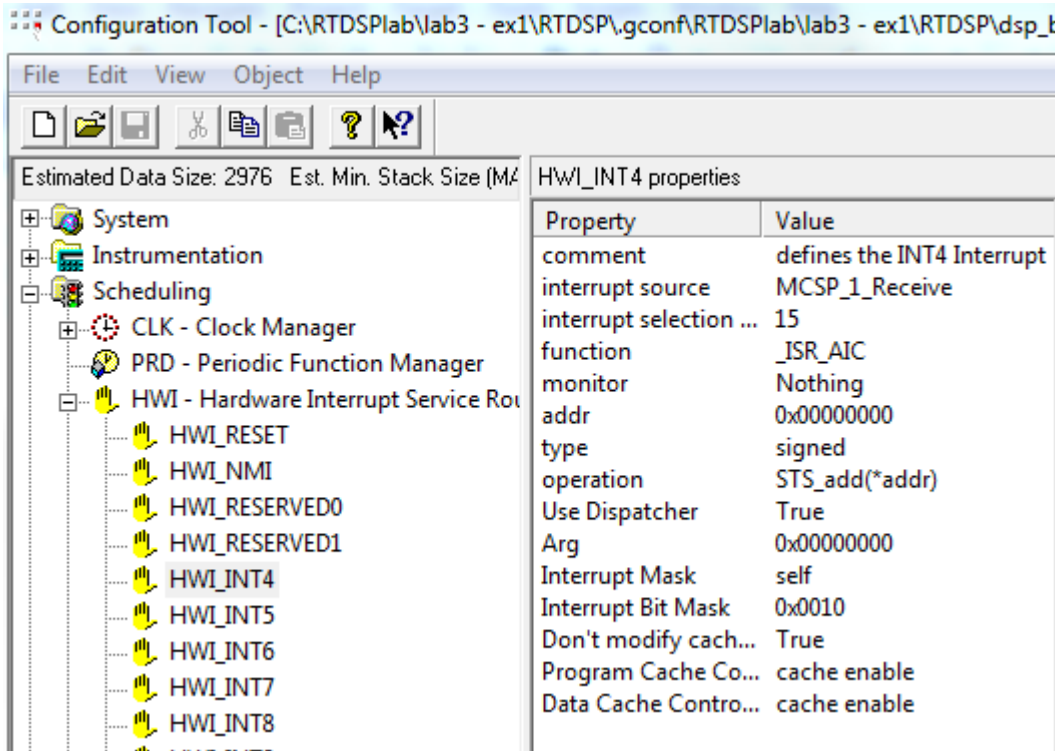 Configuration Tool - [C:\RTDSPlab\lab3 - ex1\RTDSP\.gconf\RTDSPlab\lab3 - ex1\RTDSP\dsp_b
File Edit View Object Help
Estimated Data Size: 2976 Est. Min. Stack Size (MA
System
Instrumentation
Scheduling
CLK - Clock Manager
PRD - Periodic Function Manager
HWI - Hardware Interrupt Service Rou
HWI_RESET
HWI_NMI
HWI_RESERVED0
HWI_RESERVED1
HWI_INT4
HWI_INT5
HWI_INT6
HWI_INT7
HWI_INT8
HWI_INT4 properties
Property Value
comment defines the INT4 Interrupt
interrupt source MCSP_1_Receive
interrupt selection ... 15
function _ISR_AIC
monitor Nothing
addr 0x00000000
type signed
operation STS_add(*addr)
Use Dispatcher True
Arg 0x00000000
Interrupt Mask self
Interrupt Bit Mask 0x0010
Don't modify cach... True
Program Cache Co... cache enable
Data Cache Contro... cache enable